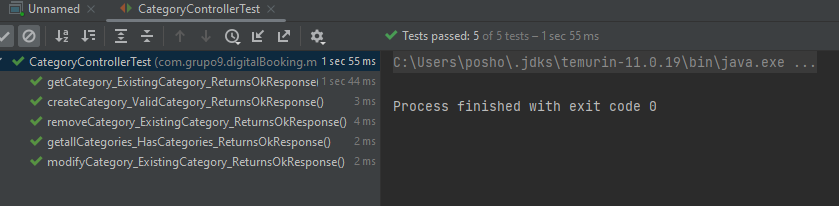 Unnamed
CategoryControllerTest
Tests passed: 5 of 5 tests – 1 sec 55 ms
CategoryControllerTest (com.grupo9.digitalBooking.m 1 sec 55 ms
getCategory_ExistingCategory_ReturnsOkResponse( 1 sec 44 ms
createCategory_ValidCategory_ReturnsOkResponse() 3 ms
removeCategory_ExistingCategory_ReturnsOkResponse() 4 ms
getallCategories_HasCategories_ReturnsOkResponse() 2 ms
modifyCategory_ExistingCategory_ReturnsOkResponse() 2 ms
C:\Users\posho\.jdks\temurin-11.0.19\bin\java.exe ...
Process finished with exit code 0